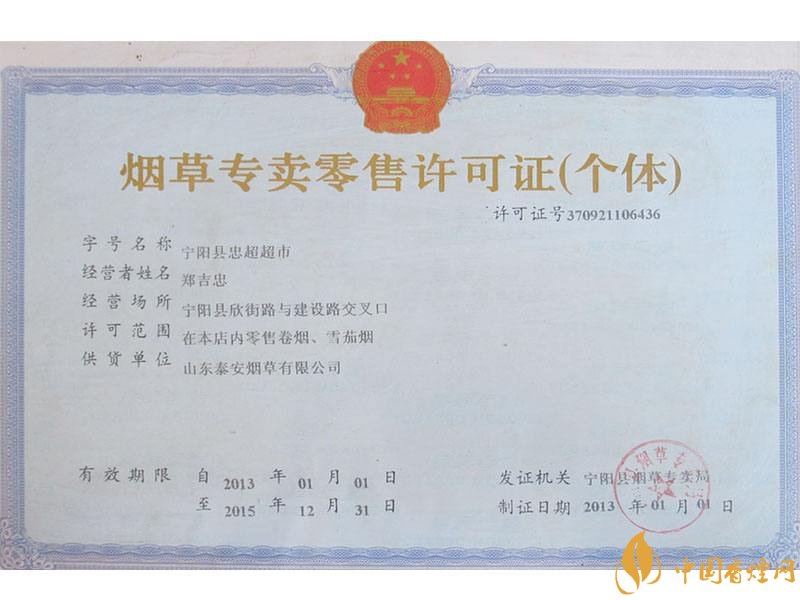 烟草专卖零售许可证(个体)
许可证号370921106436
字号名称 宁阳县忠超超市
经营者姓名 郑吉忠
经营场所 宁阳县欣街路与建设路交叉口
许可范围 在本店内零售卷烟、雪茄烟
供货单位 山东泰安烟草有限公司
有效期限 自 2013 年 01 月 01 日
至 2015 年 12 月 31 日
发证机关 宁阳县烟草专卖局
制证日期 2013 年 01 月 01 日
烟草专
中国香烟网